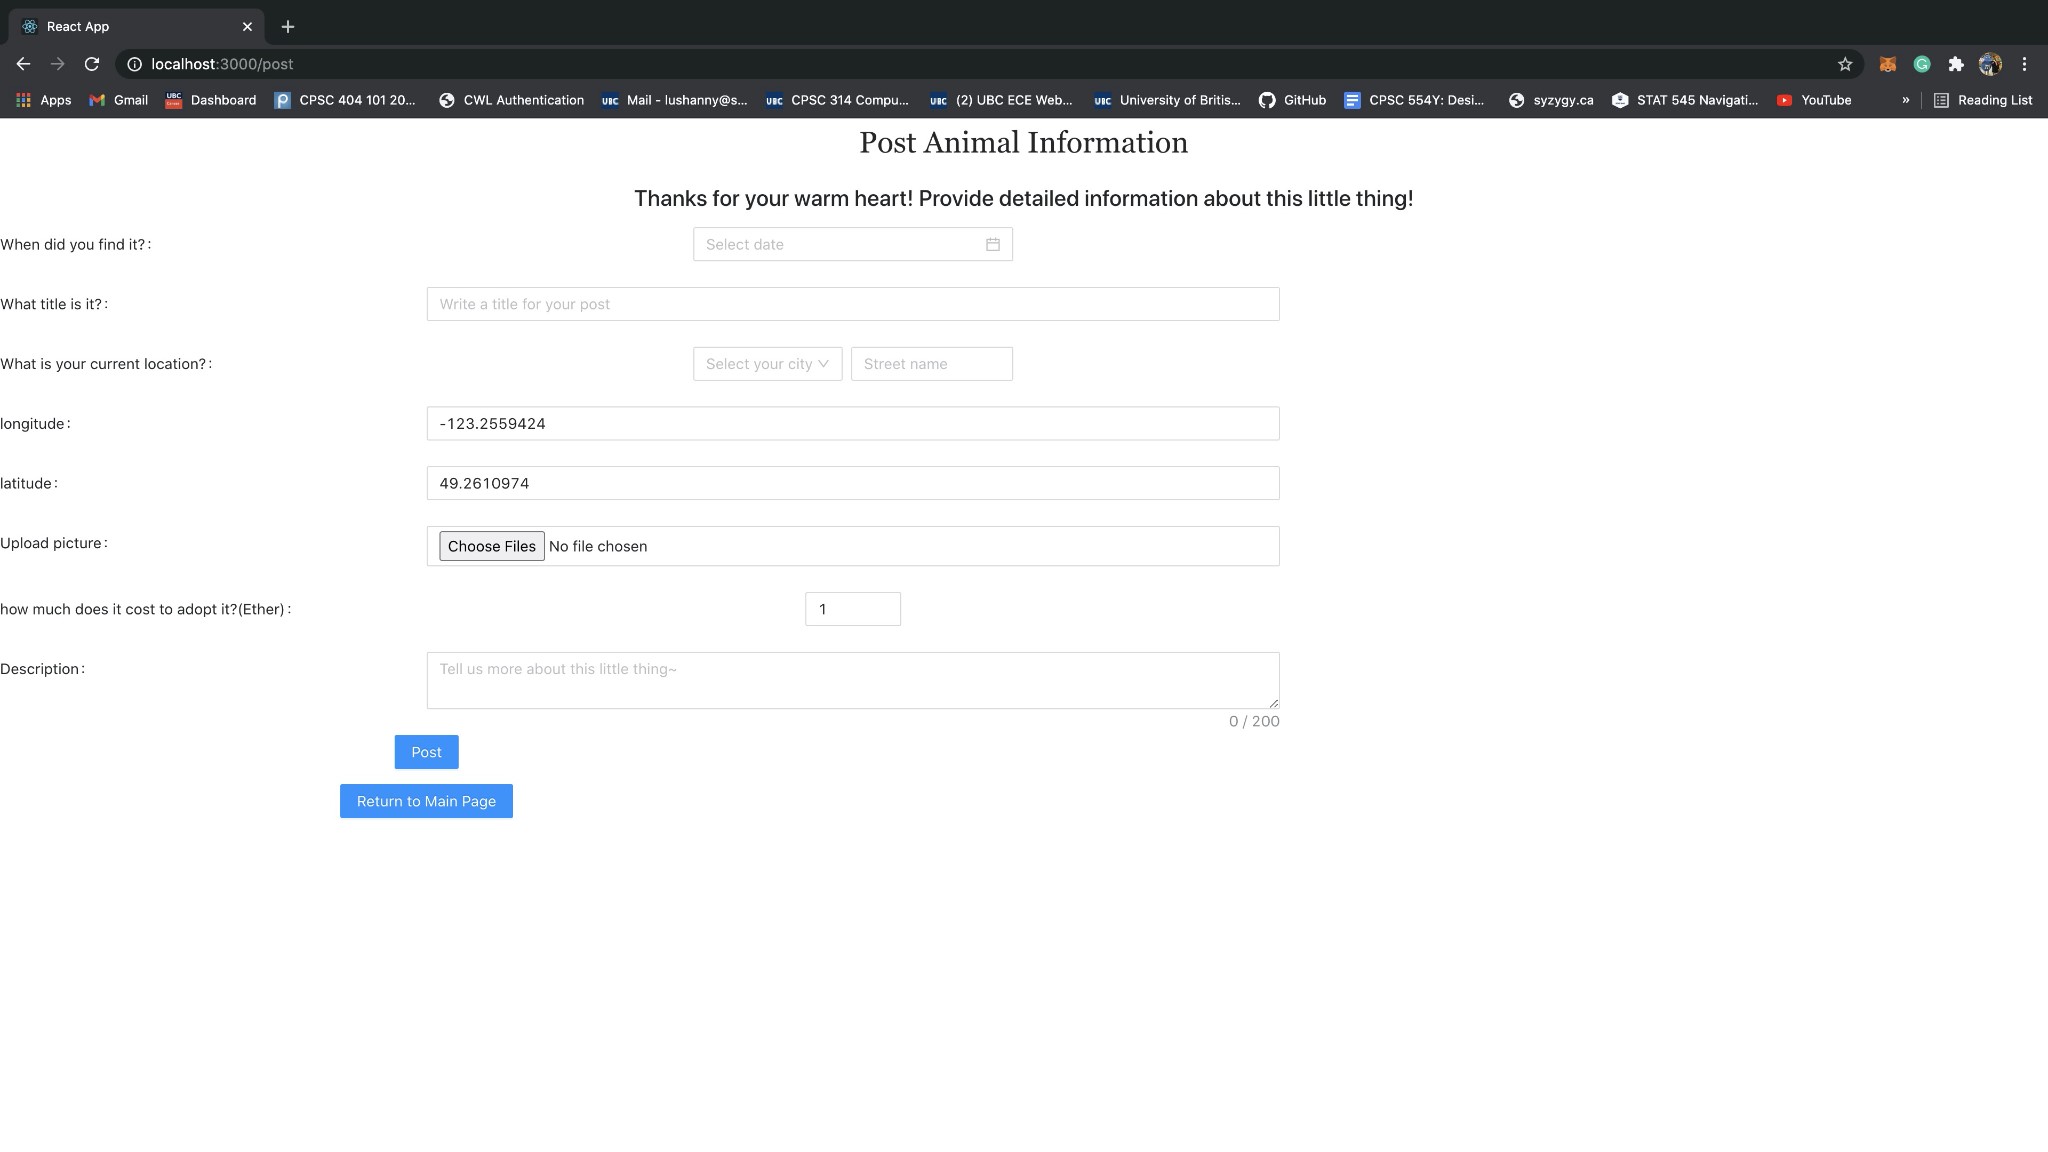 React App
localhost:3000/post
Apps Gmail Dashboard CPSC 404 101 20... CWL Authentication Mail - lushanny@s... CPSC 314 Compu... (2) UBC ECE Web... University of Britis... GitHub CPSC 554Y: Desi... syzygy.ca STAT 545 Navigati... YouTube » Reading List
Post Animal Information
Thanks for your warm heart! Provide detailed information about this little thing!
When did you find it?: Select date
What title is it?: Write a title for your post
What is your current location?: Select your city Street name
longitude: -123.2559424
latitude: 49.2610974
Upload picture: Choose Files No file chosen
how much does it cost to adopt it?(Ether): 1
Description: Tell us more about this little thing~
0 / 200
Post
Return to Main Page